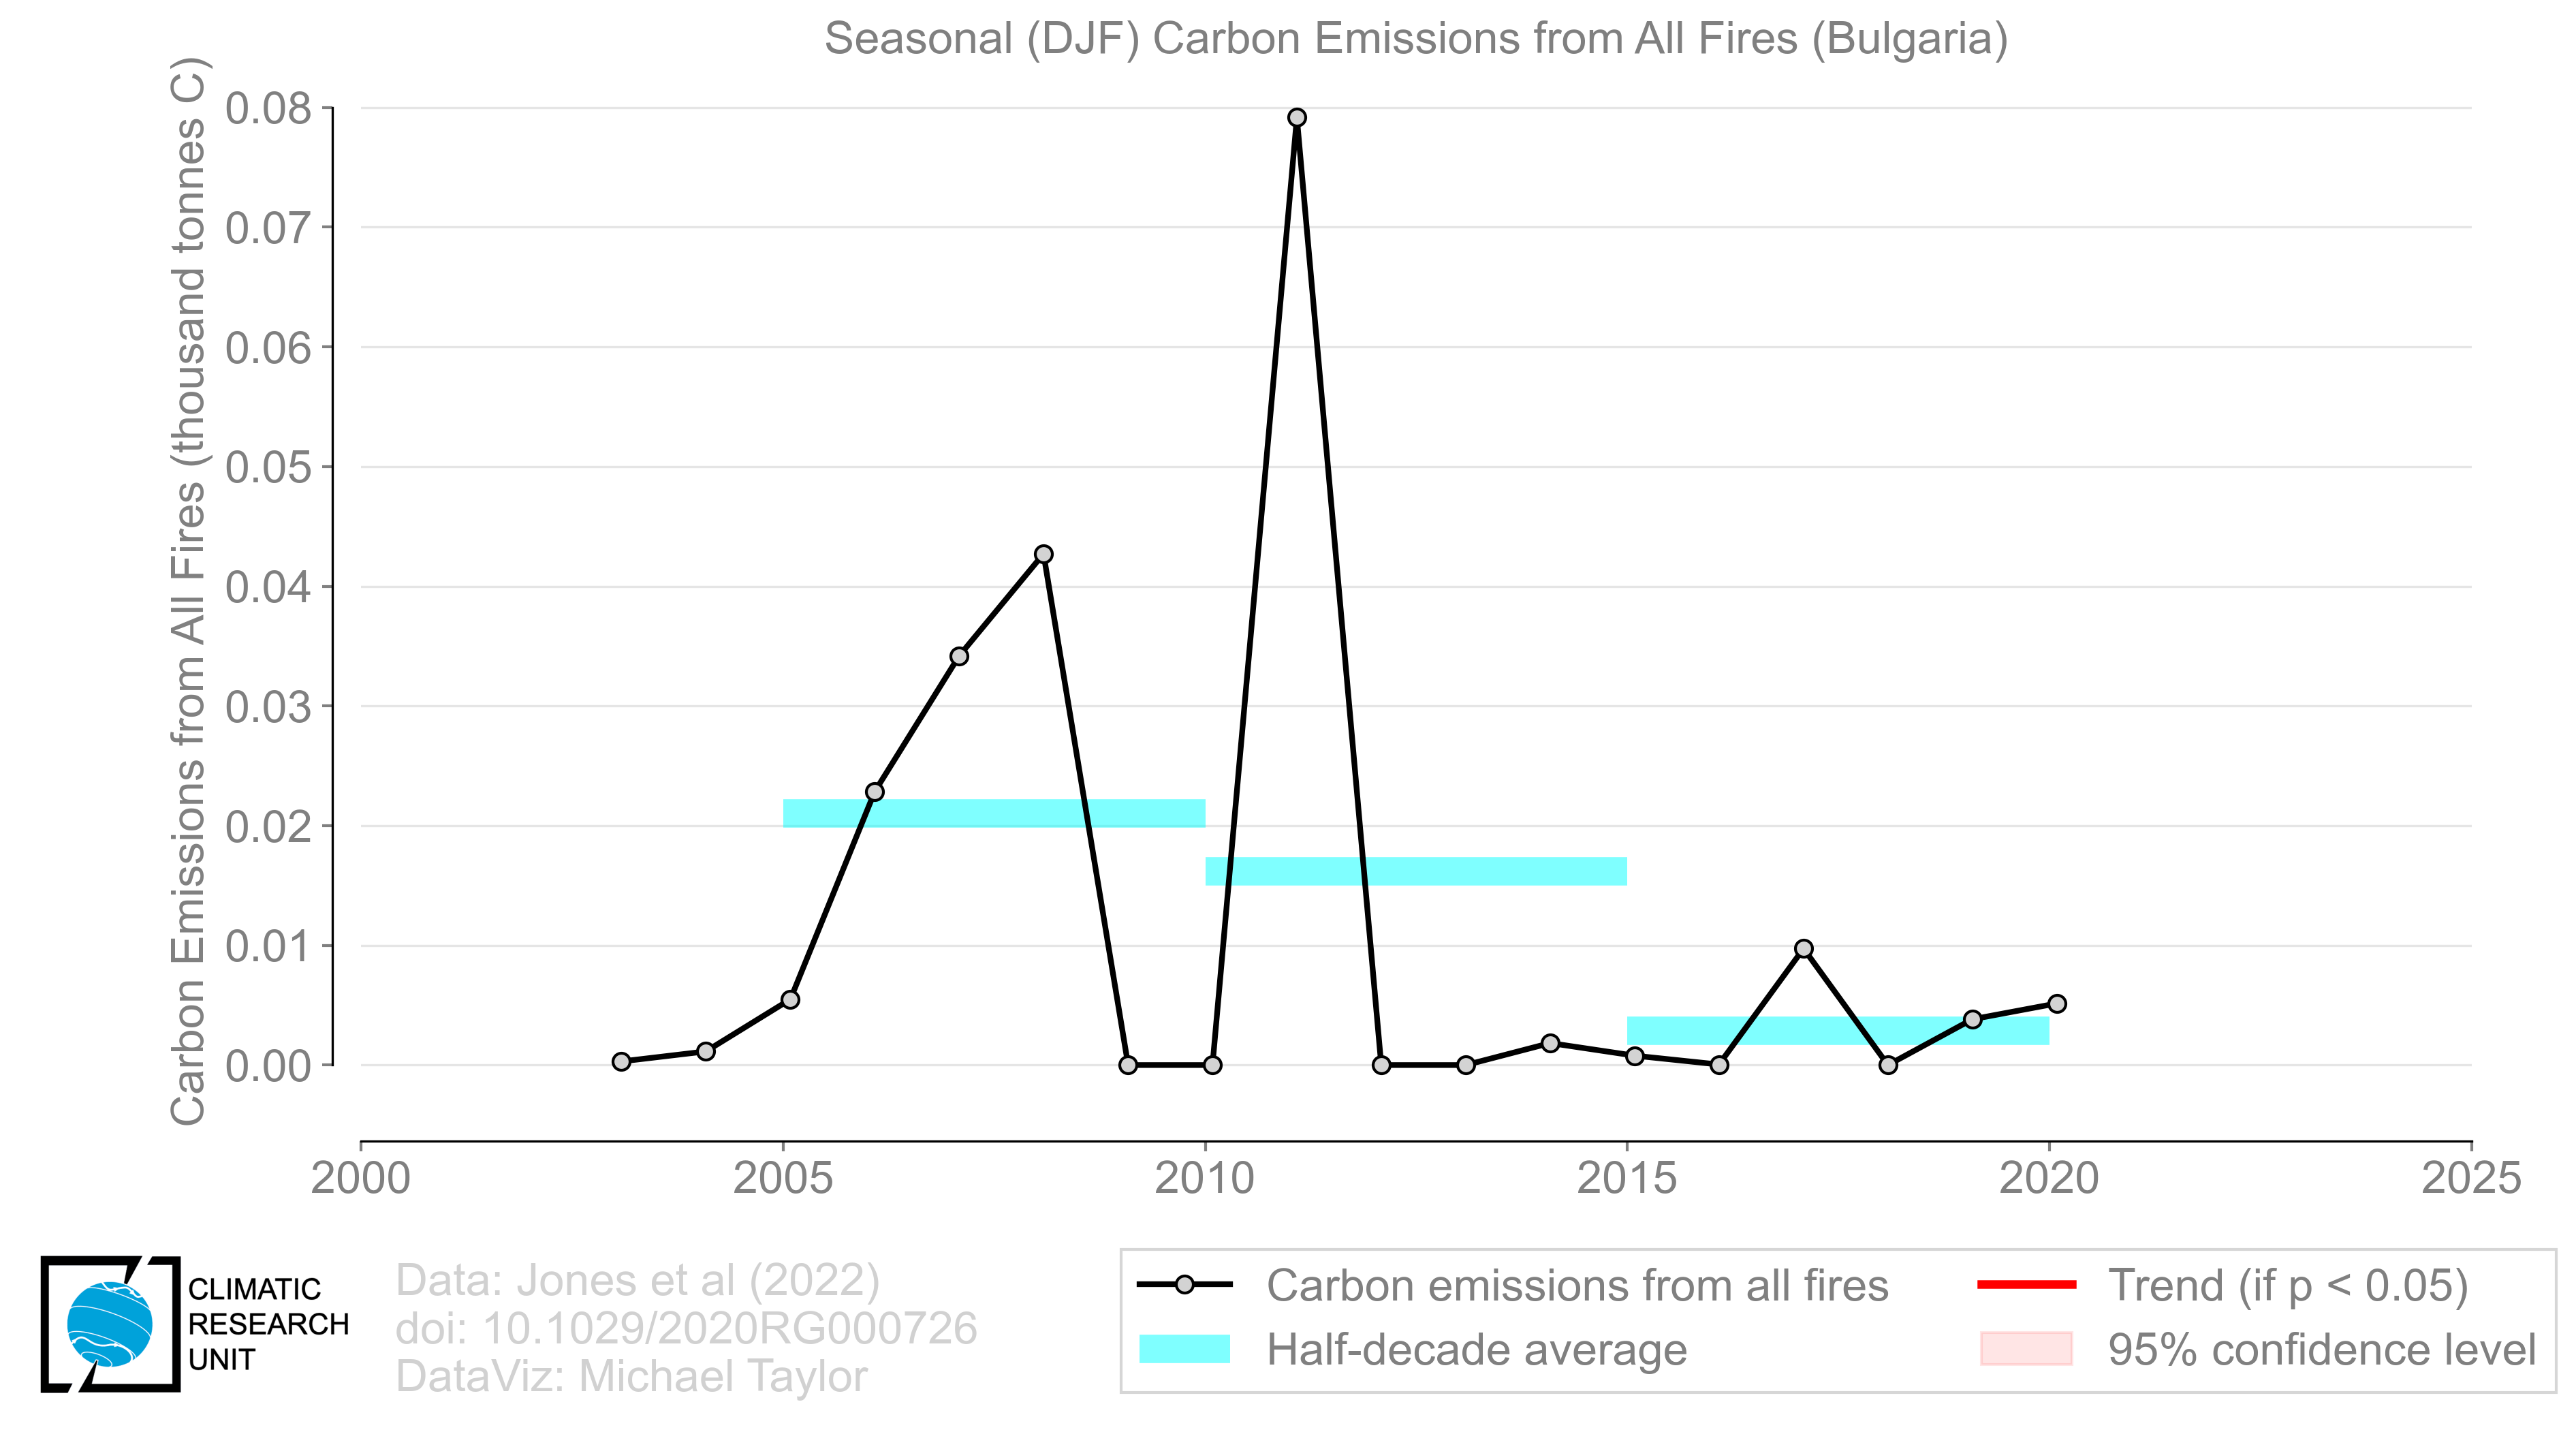 Seasonal (DJF) Carbon Emissions from All Fires (Bulgaria)
Carbon Emissions from All Fires (thousand tonnes C)
0.08
0.07
0.06
0.05
0.04
0.03
0.02
0.01
0.00
2000 2005 2010 2015 2020 2025
CLIMATIC
RESEARCH
UNIT
Data: Jones et al (2022)
doi: 10.1029/2020RG000726
DataViz: Michael Taylor
Carbon emissions from all fires
Half-decade average
Trend (if p < 0.05)
95% confidence level